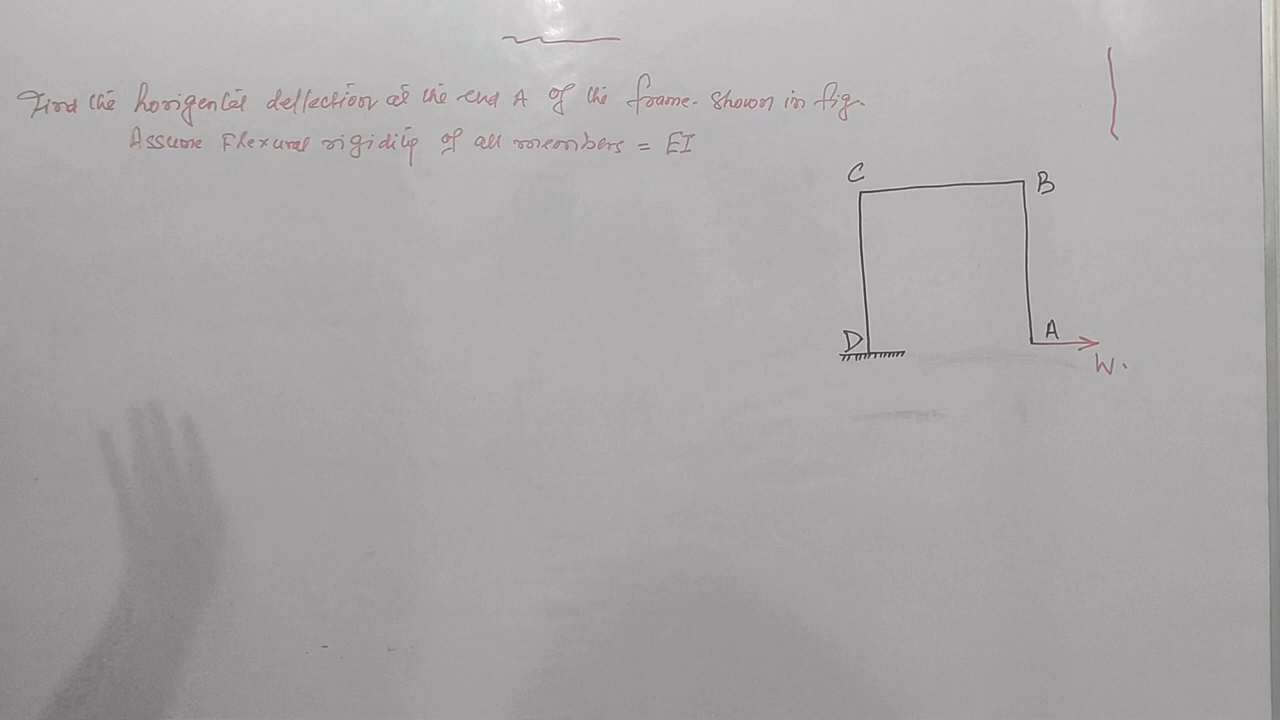 Find the horigental deflection at the end A of the frame. Shown in fig.
Assume Flexural rigidity of all members = EI
C
B
D
A
W.